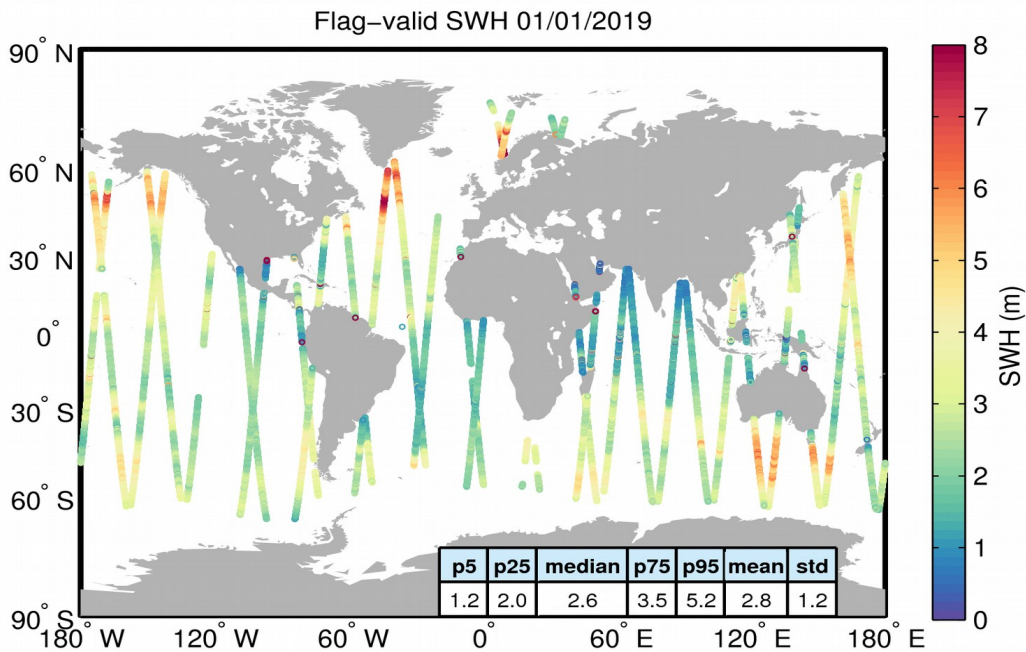 Flag−valid SWH 01/01/2019
90° N
60° N
30° N
0°
30° S
60° S
90° S
180° W
120° W
60° W
0°
60° E
120° E
180° E
p5 p25 median p75 p95 mean std
1.2 2.0 2.6 3.5 5.2 2.8 1.2
8
7
6
5
4
3
2
1
0
SWH (m)